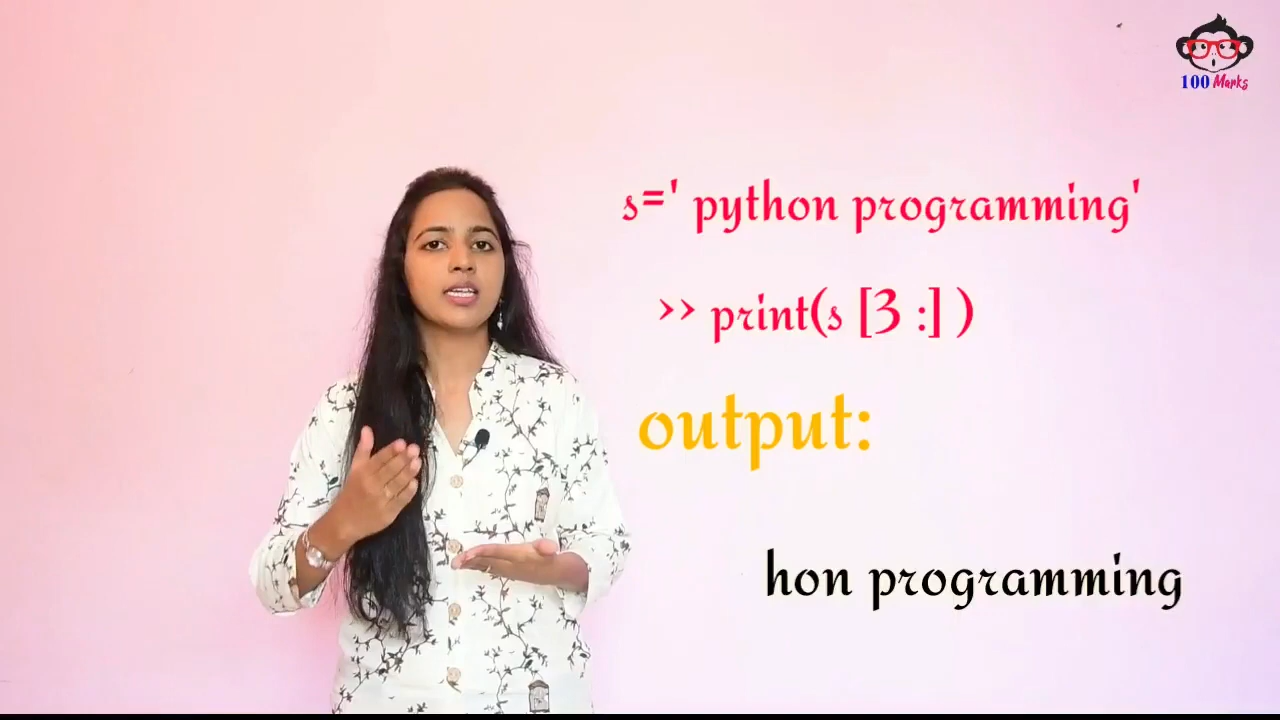 100 Marks
s=' python programming'
>> print(s [3 :] )
output:
hon programming